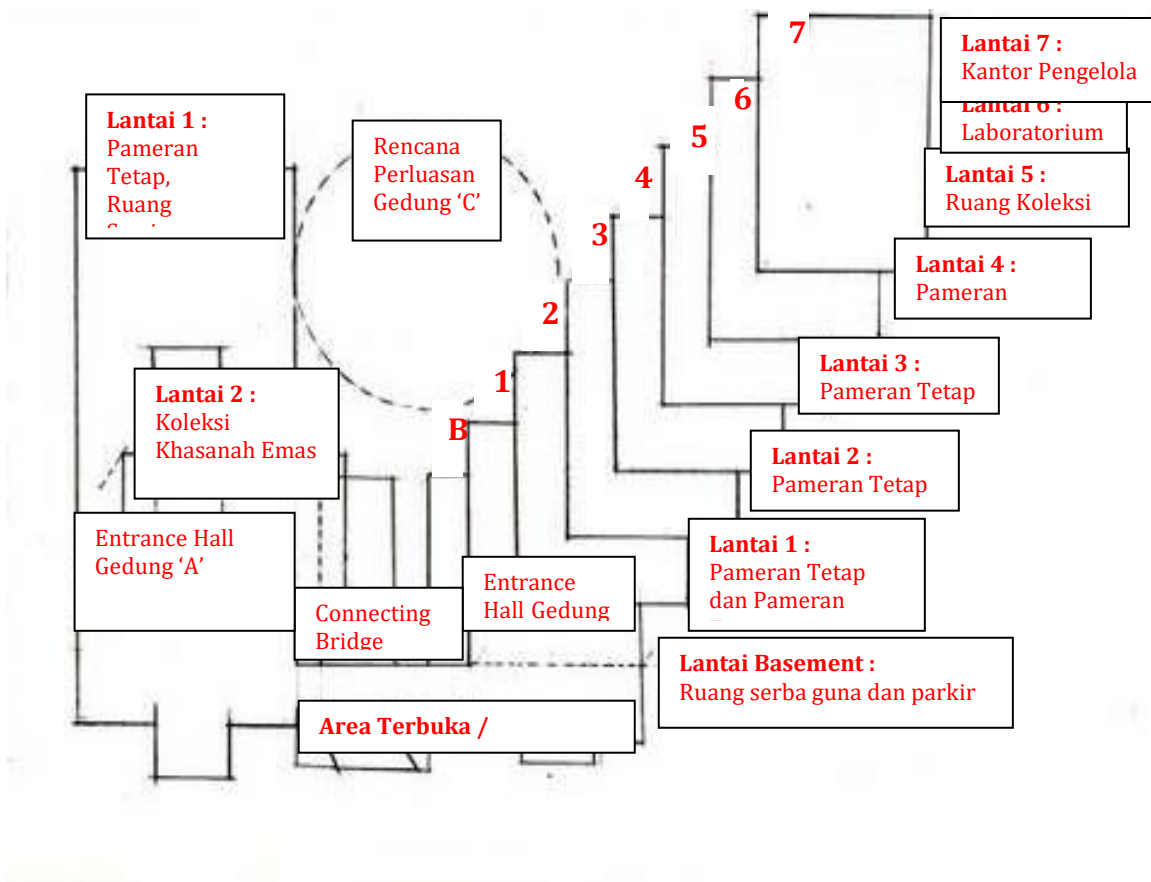 7
Lantai 7 :
Kantor Pengelola
6
Lantai 6 :
Laboratorium
5
Lantai 5 :
Ruang Koleksi
4
Lantai 4 :
Pameran
3
Lantai 3 :
Pameran Tetap
2
Lantai 2 :
Pameran Tetap
1
Lantai 1 :
Pameran Tetap
dan Pameran
B
Lantai Basement :
Ruang serba guna dan parkir
Lantai 1 :
Pameran
Tetap,
Ruang
Rencana
Perluasan
Gedung ‘C’
Lantai 2 :
Koleksi
Khasanah Emas
Entrance Hall
Gedung ‘A’
Connecting
Bridge
Entrance
Hall Gedung
Area Terbuka /